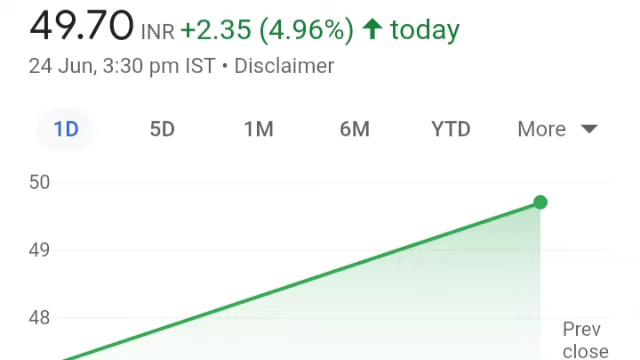 49.70 INR +2.35 (4.96%) ↑ today
24 Jun, 3:30 pm IST • Disclaimer
1D 5D 1M 6M YTD More
50
49
48
Prev
close